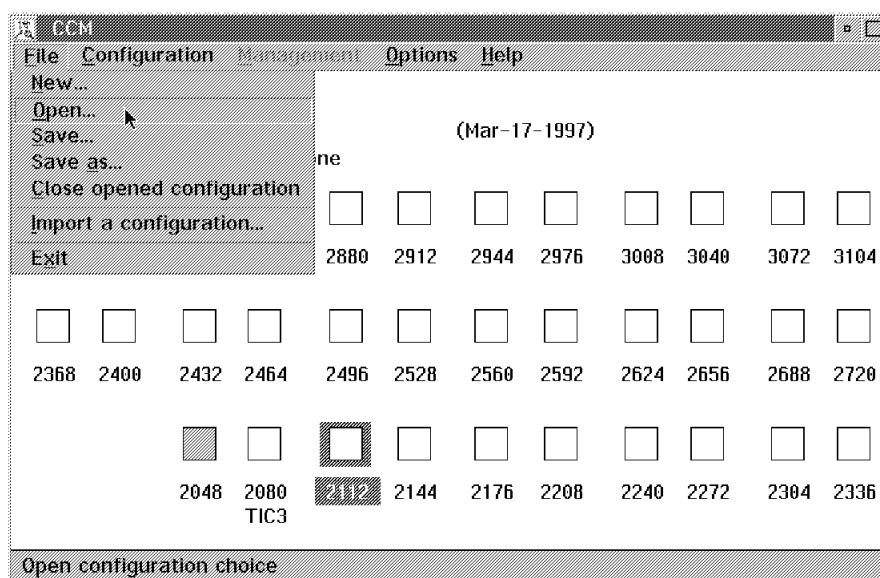 CCM
File Configuration Management Options Help
New...
Open...
Save...
Save as...
Close opened configuration
Import a configuration...
Exit
(Mar-17-1997)
ne
2880 2912 2944 2976 3008 3040 3072 3104
2368 2400 2432 2464 2496 2528 2560 2592 2624 2656 2688 2720
2048 2080 2112 2144 2176 2208 2240 2272 2304 2336
TIC3
Open configuration choice